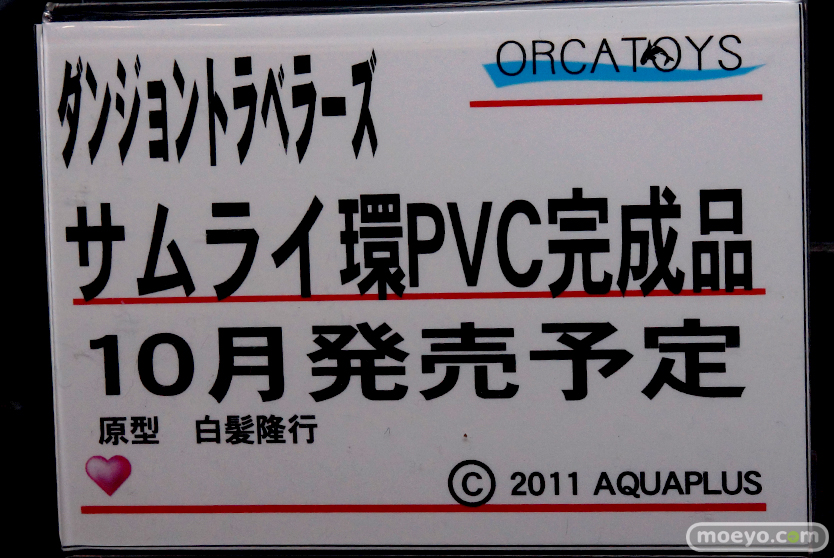 ORCATOYS
ダンジョントラベラーズ
サムライ環PVC完成品
10月発売予定
原型 白髪隆行
© 2011 AQUAPLUS
moeyo.com